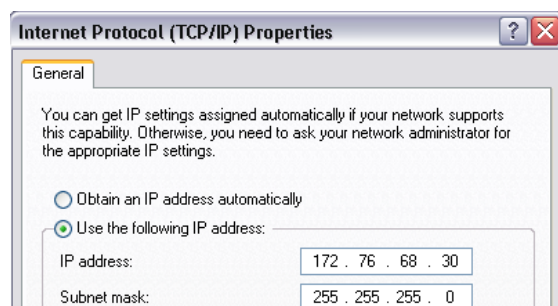 Internet Protocol (TCP/IP) Properties
General
You can get IP settings assigned automatically if your network supports
this capability. Otherwise, you need to ask your network administrator for
the appropriate IP settings.
Obtain an IP address automatically
Use the following IP address:
IP address: 172 . 76 . 68 . 30
Subnet mask: 255 . 255 . 255 . 0